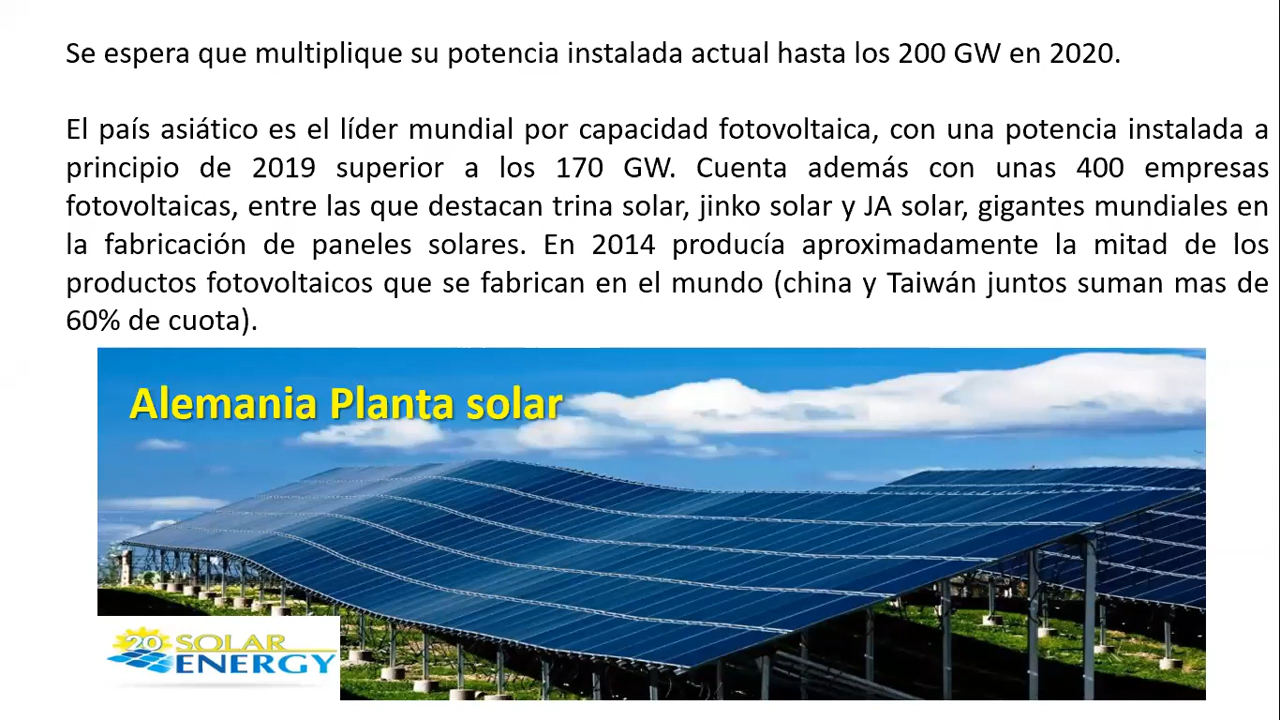 Se espera que multiplique su potencia instalada actual hasta los 200 GW en 2020.
El país asiático es el líder mundial por capacidad fotovoltaica, con una potencia instalada a
principio de 2019 superior a los 170 GW. Cuenta además con unas 400 empresas
fotovoltaicas, entre las que destacan trina solar, jinko solar y JA solar, gigantes mundiales en
la fabricación de paneles solares. En 2014 producía aproximadamente la mitad de los
productos fotovoltaicos que se fabrican en el mundo (china y Taiwán juntos suman mas de
60% de cuota).
Alemania Planta solar
20 SOLAR
ENERGY